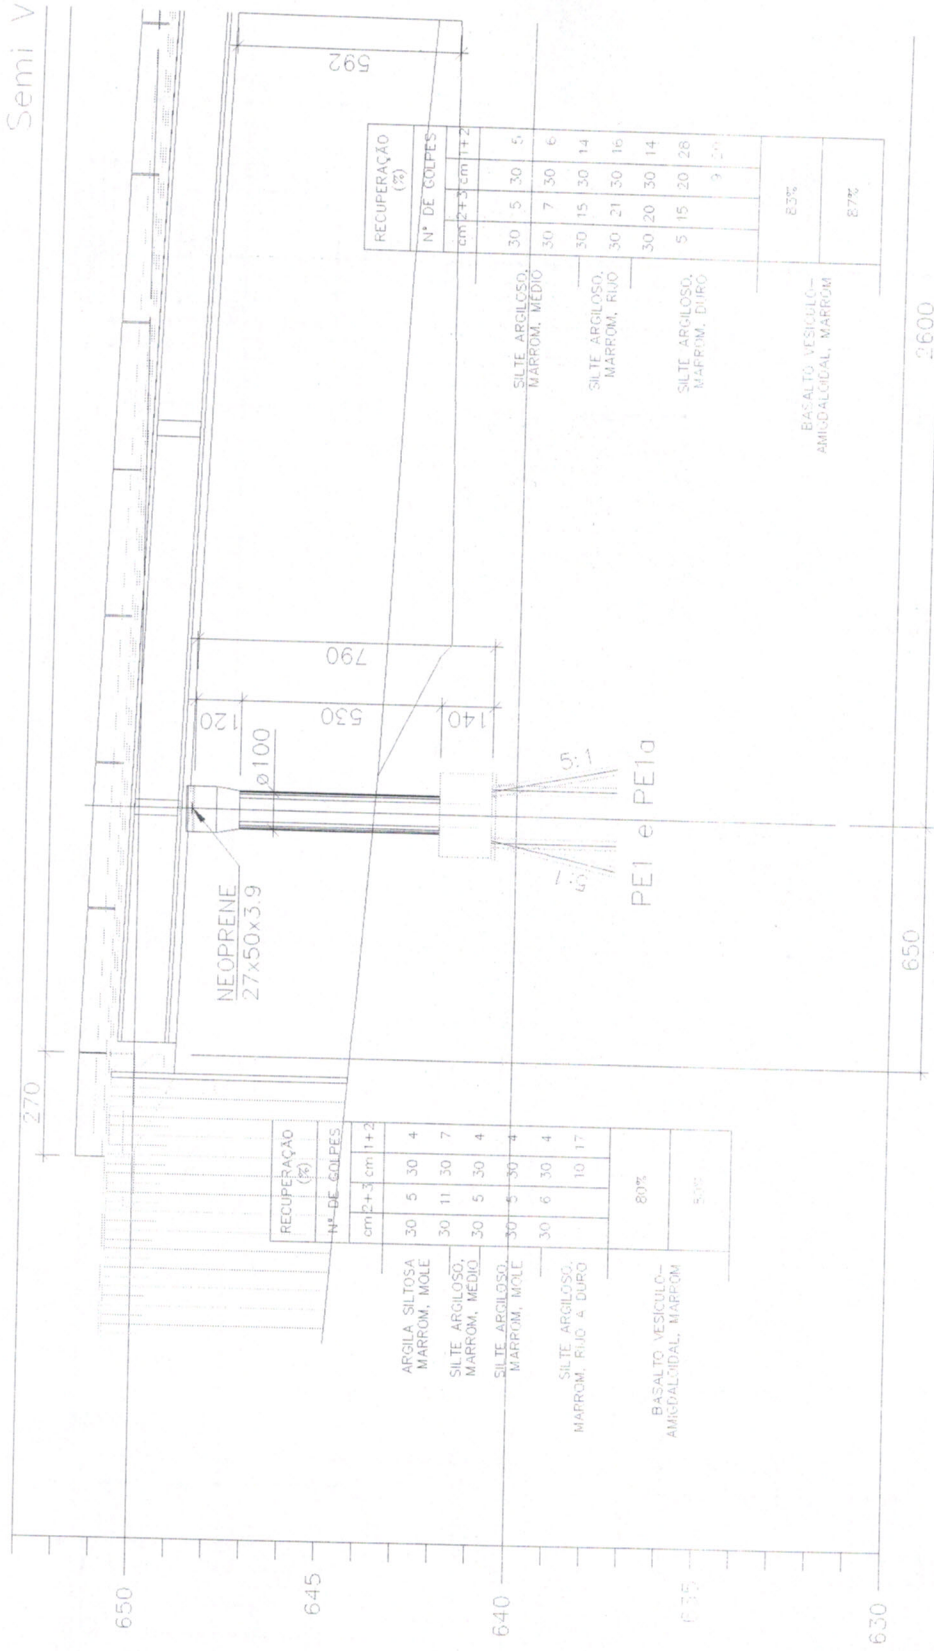 Semi V
270
592
NEOPRENE
27x50x3.9
120
790
ø100
530
140
1:5
1:5
PE1 e PE1a
650
2600
650
645
640
635
630
RECUPERAÇÃO
(%)
Nº DE GOLPES
cm 2+3 cm 1+2
30 5 30 4
30 11 30 7
30 5 30 4
30 5 30 4
30 6 30 4
10 17
80%
ARGILA SILTOSA
MARROM, MOLE
SILTE ARGILOSO,
MARROM, MÉDIO
SILTE ARGILOSO,
MARROM, MOLE
SILTE ARGILOSO,
MARROM, RIJO A DURO
BASALTO VESÍCULO-
AMIGDALOIDAL, MARROM
RECUPERAÇÃO
(%)
Nº DE GOLPES
cm 2+3 cm 1+2
30 5 30 5
30 7 30 6
30 15 30 14
30 21 30 16
30 20 30 14
5 15 20 28
9
83%
87%
SILTE ARGILOSO,
MARROM, MÉDIO
SILTE ARGILOSO,
MARROM, RIJO
SILTE ARGILOSO,
MARROM, DURO
BASALTO VESÍCULO-
AMIGDALOIDAL, MARROM